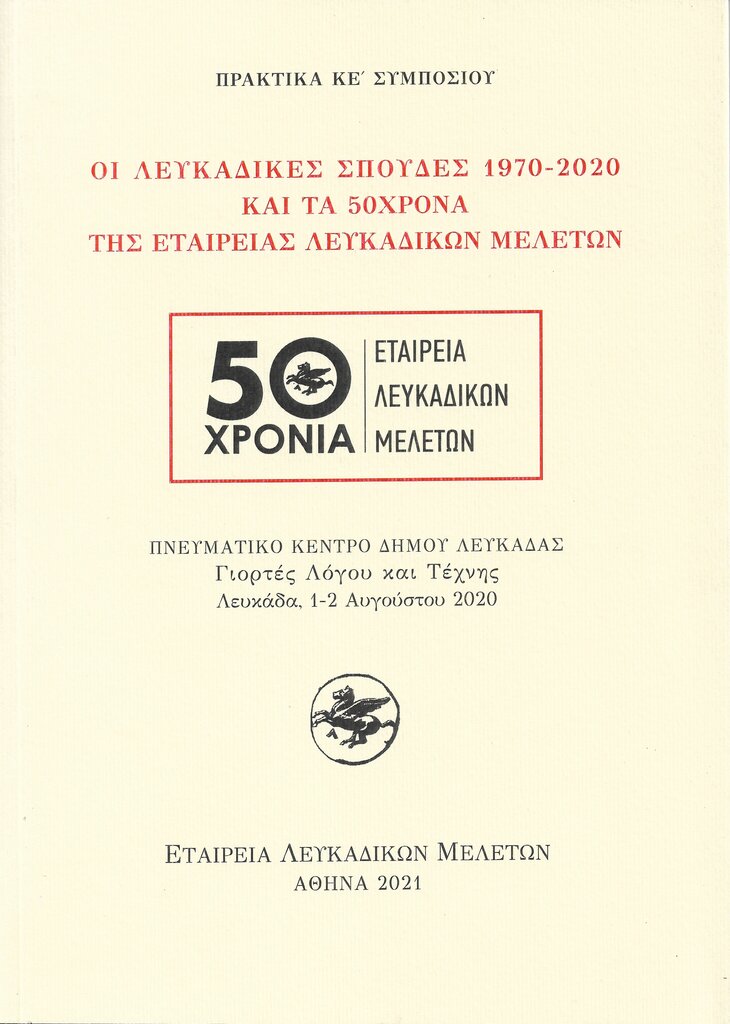 ΠΡΑΚΤΙΚΑ ΚΕ΄ ΣΥΜΠΟΣΙΟΥ
ΟΙ ΛΕΥΚΑΔΙΚΕΣ ΣΠΟΥΔΕΣ 1970-2020
ΚΑΙ ΤΑ 50ΧΡΟΝΑ
ΤΗΣ ΕΤΑΙΡΕΙΑΣ ΛΕΥΚΑΔΙΚΩΝ ΜΕΛΕΤΩΝ
50
ΧΡΟΝΙΑ
ΕΤΑΙΡΕΙΑ
ΛΕΥΚΑΔΙΚΩΝ
ΜΕΛΕΤΩΝ
ΠΝΕΥΜΑΤΙΚΟ ΚΕΝΤΡΟ ΔΗΜΟΥ ΛΕΥΚΑΔΑΣ
Γιορτές Λόγου και Τέχνης
Λευκάδα, 1-2 Αυγούστου 2020
Λ
ΕΤΑΙΡΕΙΑ ΛΕΥΚΑΔΙΚΩΝ ΜΕΛΕΤΩΝ
ΑΘΗΝΑ 2021